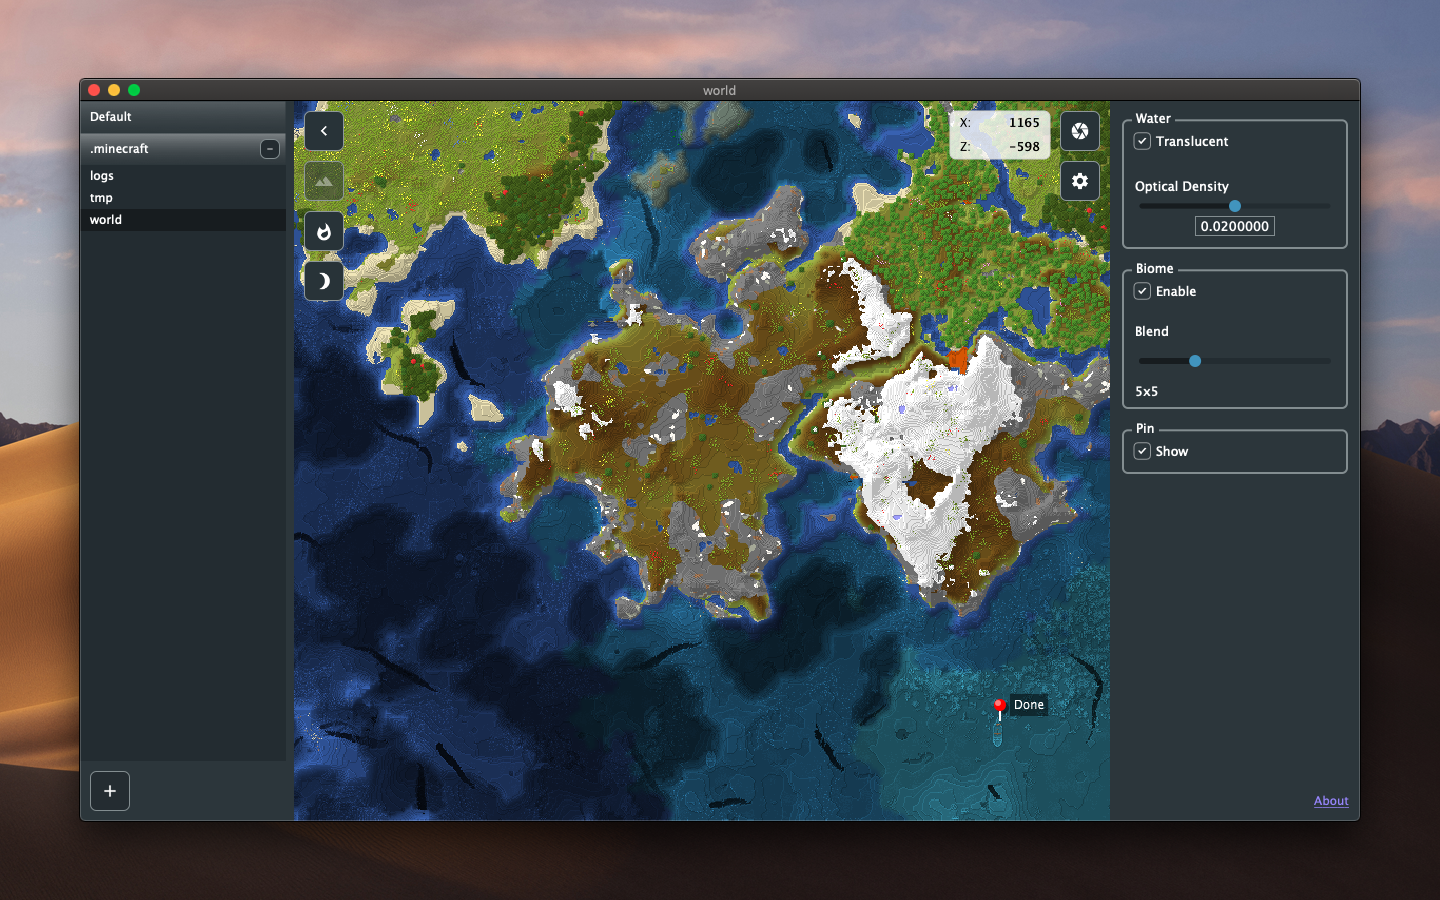 world
Default
.minecraft
logs
tmp
world
X: 1165
Z: -598
Done
Water
Translucent
Optical Density
0.0200000
Biome
Enable
Blend
5x5
Pin
Show
About